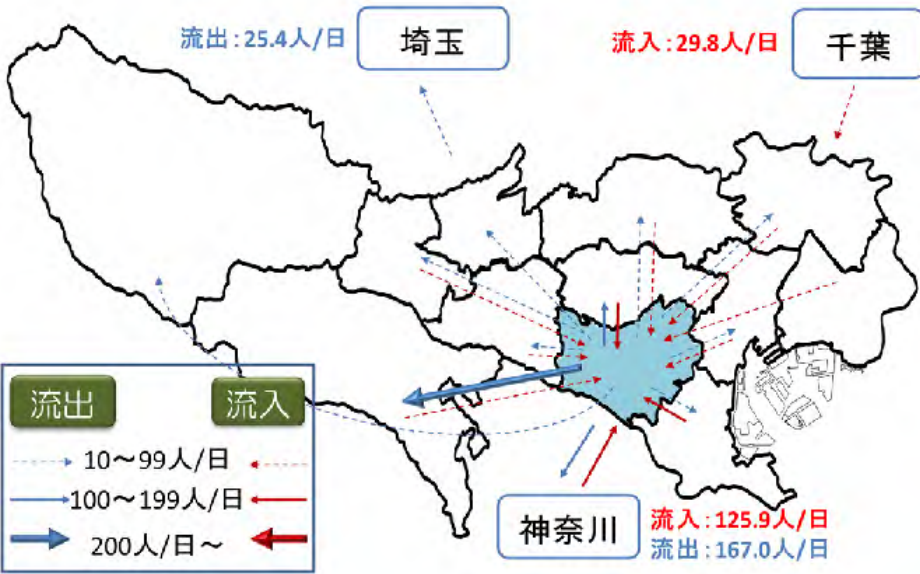 流出:25.4人/日
埼玉
流入:29.8人/日
千葉
流出
流入
10～99人/日
100～199人/日
200人/日～
神奈川
流入:125.9人/日
流出:167.0人/日